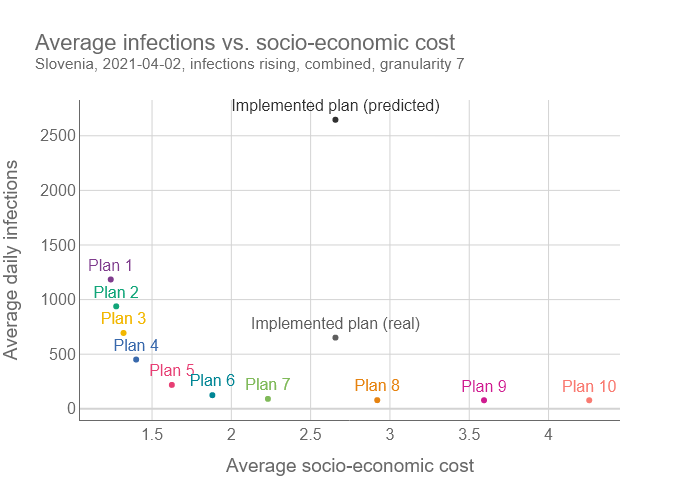 Average infections vs. socio-economic cost
Slovenia, 2021-04-02, infections rising, combined, granularity 7
Implemented plan (predicted)
2500
2000
1500
Plan 1
Plan 2
1000
Plan 3
Implemented plan (real)
Plan 4
500
Plan 5
Plan 6
Plan 7
Plan 8
Plan 9
Plan 10
0
1.5
2
2.5
3
3.5
4
Average daily infections
Average socio-economic cost